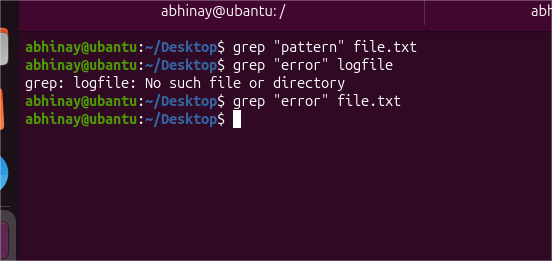 abhinay@ubantu: /
abh
abhinay@ubantu:~/Desktop$ grep "pattern" file.txt
abhinay@ubantu:~/Desktop$ grep "error" logfile
grep: logfile: No such file or directory
abhinay@ubantu:~/Desktop$ grep "error" file.txt
abhinay@ubantu:~/Desktop$